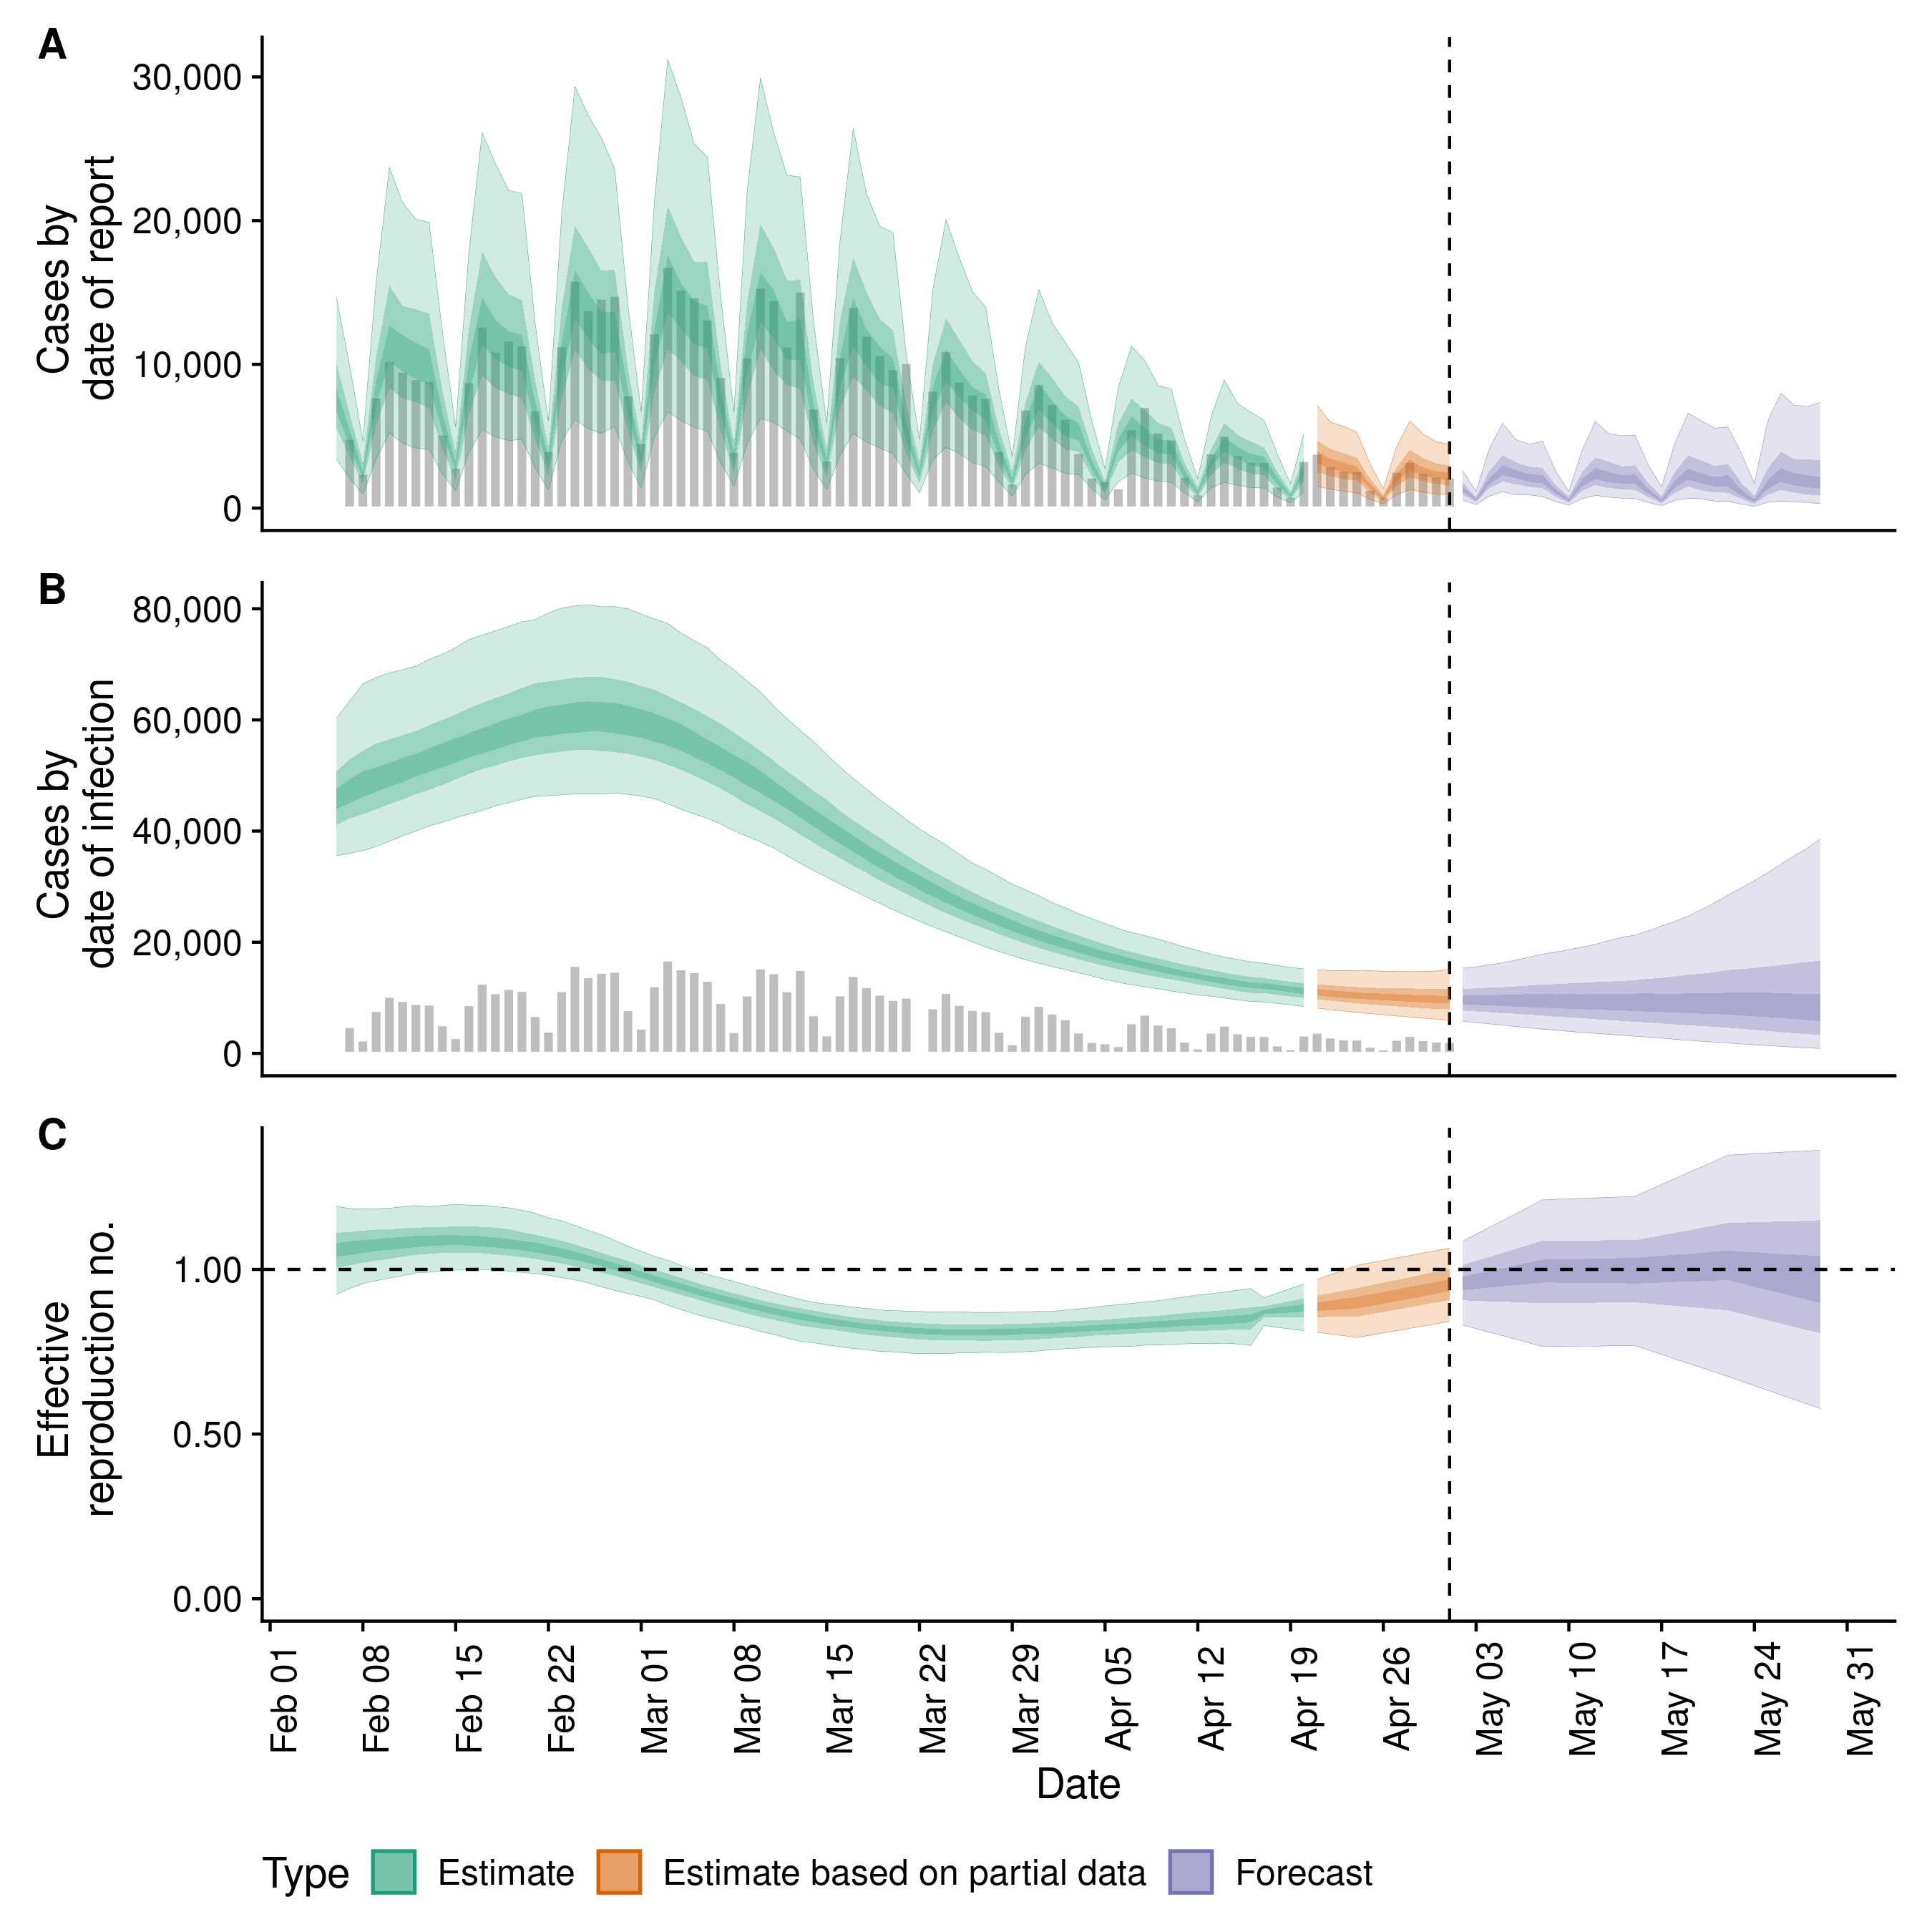 A
Cases by
date of report
30,000
20,000
10,000
0
B
Cases by
date of infection
80,000
60,000
40,000
20,000
0
C
Effective
reproduction no.
1.00
0.50
0.00
Feb 01
Feb 08
Feb 15
Feb 22
Mar 01
Mar 08
Mar 15
Mar 22
Mar 29
Apr 05
Apr 12
Apr 19
Apr 26
May 03
May 10
May 17
May 24
May 31
Date
Type Estimate Estimate based on partial data Forecast